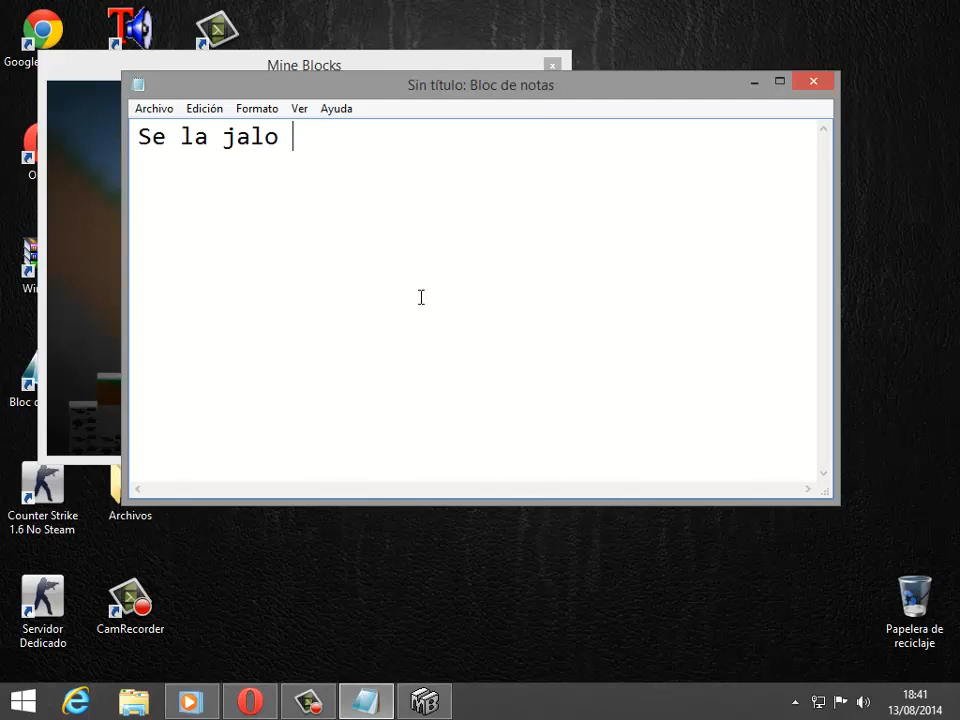 Google
Mine Blocks
Sin título: Bloc de notas
Archivo Edición Formato Ver Ayuda
Se la jalo
Counter Strike
1.6 No Steam
Archivos
Servidor
Dedicado
CamRecorder
Papelera de
reciclaje
18:41
13/08/2014